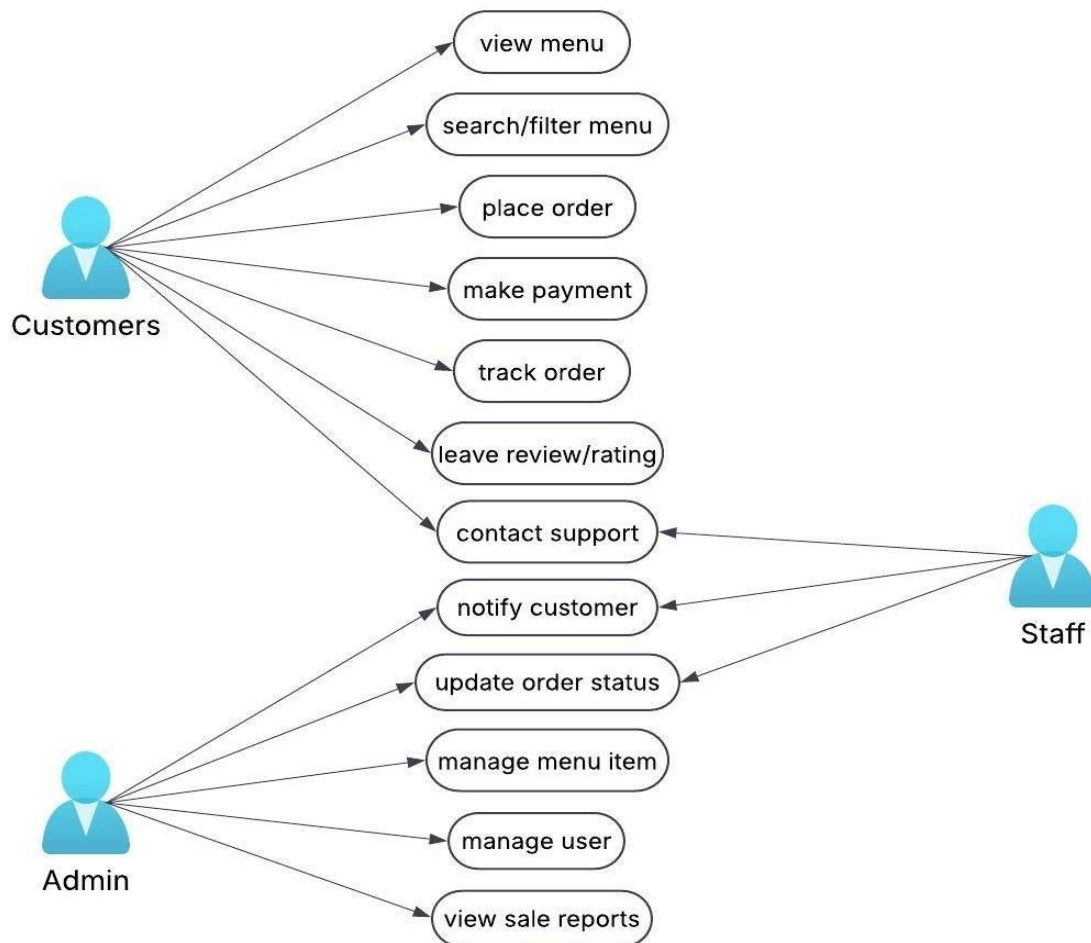 view menu
search/filter menu
place order
make payment
Customers
track order
leave review/rating
contact support
notify customer
Staff
update order status
manage menu item
manage user
Admin
view sale reports